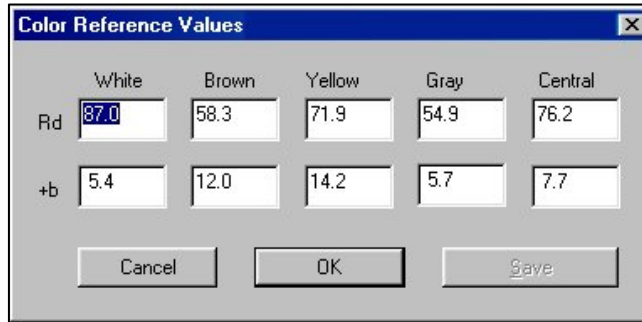 Color Reference Values
White Brown Yellow Gray Central
Rd 87.0 58.3 71.9 54.9 76.2
+b 5.4 12.0 14.2 5.7 7.7
Cancel OK Save